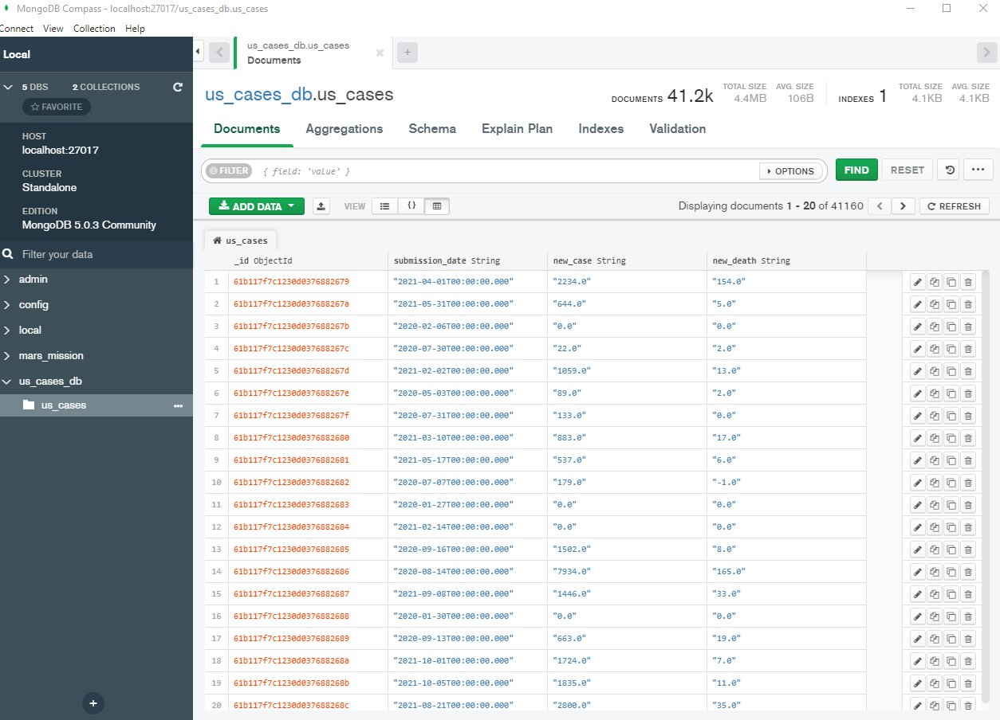 MongoDB Compass - localhost:27017/us_cases_db.us_cases
Connect View Collection Help
Local
us_cases_db.us_cases
Documents
5 DBS 2 COLLECTIONS
FAVORITE
HOST
localhost:27017
CLUSTER
Standalone
EDITION
MongoDB 5.0.3 Community
Filter your data
admin
config
local
mars_mission
us_cases_db
us_cases
us_cases_db.us_cases
DOCUMENTS 41.2k TOTAL SIZE 4.4MB AVG. SIZE 106B INDEXES 1 TOTAL SIZE 4.1KB AVG. SIZE 4.1KB
Documents Aggregations Schema Explain Plan Indexes Validation
FILTER { field: 'value' } OPTIONS FIND RESET
ADD DATA VIEW {} Displaying documents 1 - 20 of 41160 REFRESH
us_cases
_id ObjectId submission_date String new_case String new_death String
1 61b117f7c1230d0376882679 "2021-04-01T00:00:00.000" "2234.0" "154.0"
2 61b117f7c1230d037688267a "2021-05-31T00:00:00.000" "644.0" "5.0"
3 61b117f7c1230d037688267b "2020-02-06T00:00:00.000" "0.0" "0.0"
4 61b117f7c1230d037688267c "2020-07-30T00:00:00.000" "22.0" "2.0"
5 61b117f7c1230d037688267d "2021-02-02T00:00:00.000" "1059.0" "13.0"
6 61b117f7c1230d037688267e "2020-05-03T00:00:00.000" "89.0" "2.0"
7 61b117f7c1230d037688267f "2020-07-31T00:00:00.000" "133.0" "0.0"
8 61b117f7c1230d0376882680 "2021-03-10T00:00:00.000" "883.0" "17.0"
9 61b117f7c1230d0376882681 "2021-05-17T00:00:00.000" "537.0" "6.0"
10 61b117f7c1230d0376882682 "2020-07-07T00:00:00.000" "179.0" "-1.0"
11 61b117f7c1230d0376882683 "2020-01-27T00:00:00.000" "0.0" "0.0"
12 61b117f7c1230d0376882684 "2021-02-14T00:00:00.000" "0.0" "0.0"
13 61b117f7c1230d0376882685 "2020-09-16T00:00:00.000" "1502.0" "8.0"
14 61b117f7c1230d0376882686 "2020-08-14T00:00:00.000" "7934.0" "165.0"
15 61b117f7c1230d0376882687 "2021-09-08T00:00:00.000" "1446.0" "33.0"
16 61b117f7c1230d0376882688 "2020-01-30T00:00:00.000" "0.0" "0.0"
17 61b117f7c1230d0376882689 "2020-09-13T00:00:00.000" "663.0" "19.0"
18 61b117f7c1230d037688268a "2021-10-01T00:00:00.000" "1724.0" "7.0"
19 61b117f7c1230d037688268b "2021-10-05T00:00:00.000" "1835.0" "11.0"
20 61b117f7c1230d037688268c "2021-08-21T00:00:00.000" "2800.0" "35.0"